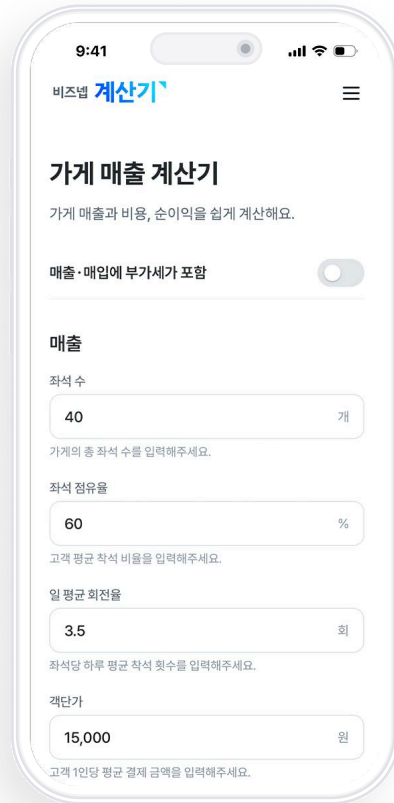 9:41
비즈넵 계산기
가게 매출 계산기
가게 매출과 비용, 순이익을 쉽게 계산해요.
매출·매입에 부가세가 포함
매출
좌석 수
40 개
가게의 총 좌석 수를 입력해주세요.
좌석 점유율
60 %
고객 평균 착석 비율을 입력해주세요.
일 평균 회전율
3.5 회
좌석당 하루 평균 착석 횟수를 입력해주세요.
객단가
15,000 원
고객 1인당 평균 결제 금액을 입력해주세요.